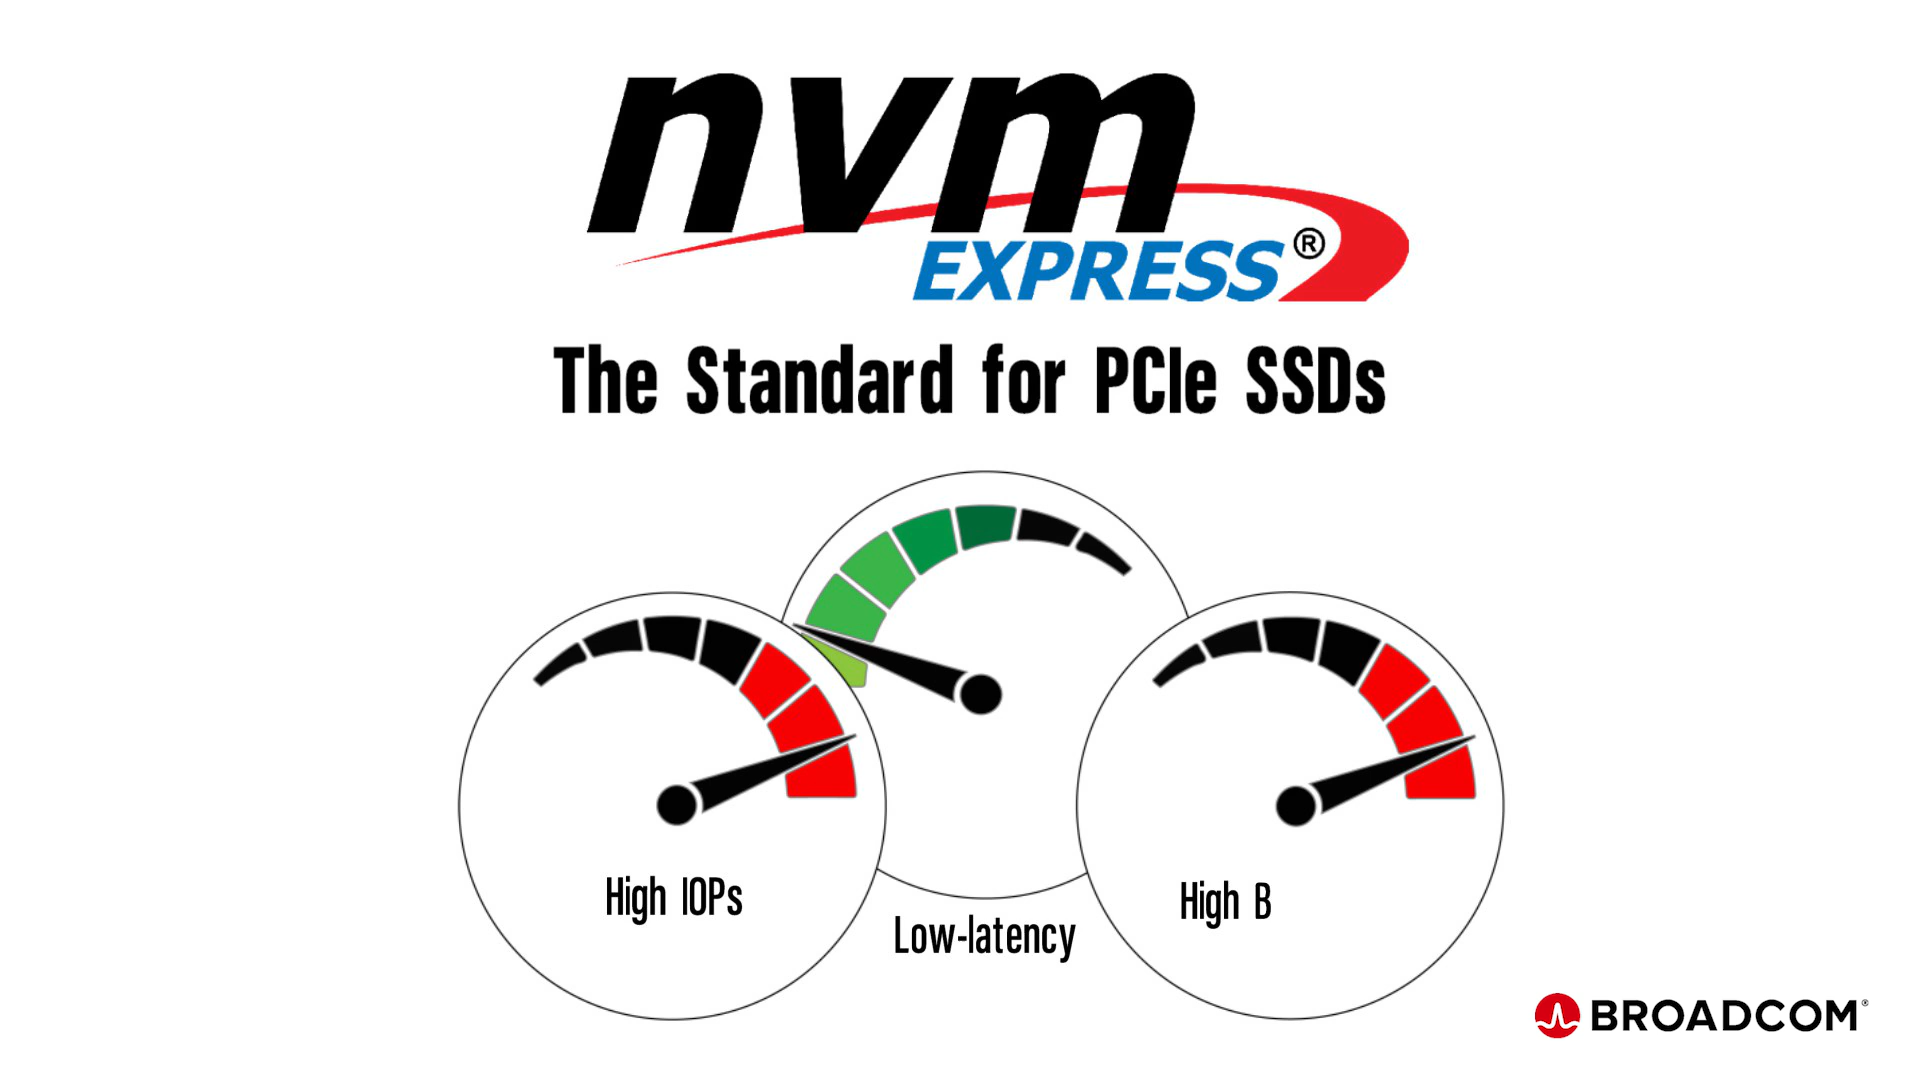 nvm
EXPRESS®
The Standard for PCIe SSDs
High IOPs
Low-latency
High B
BROADCOM®